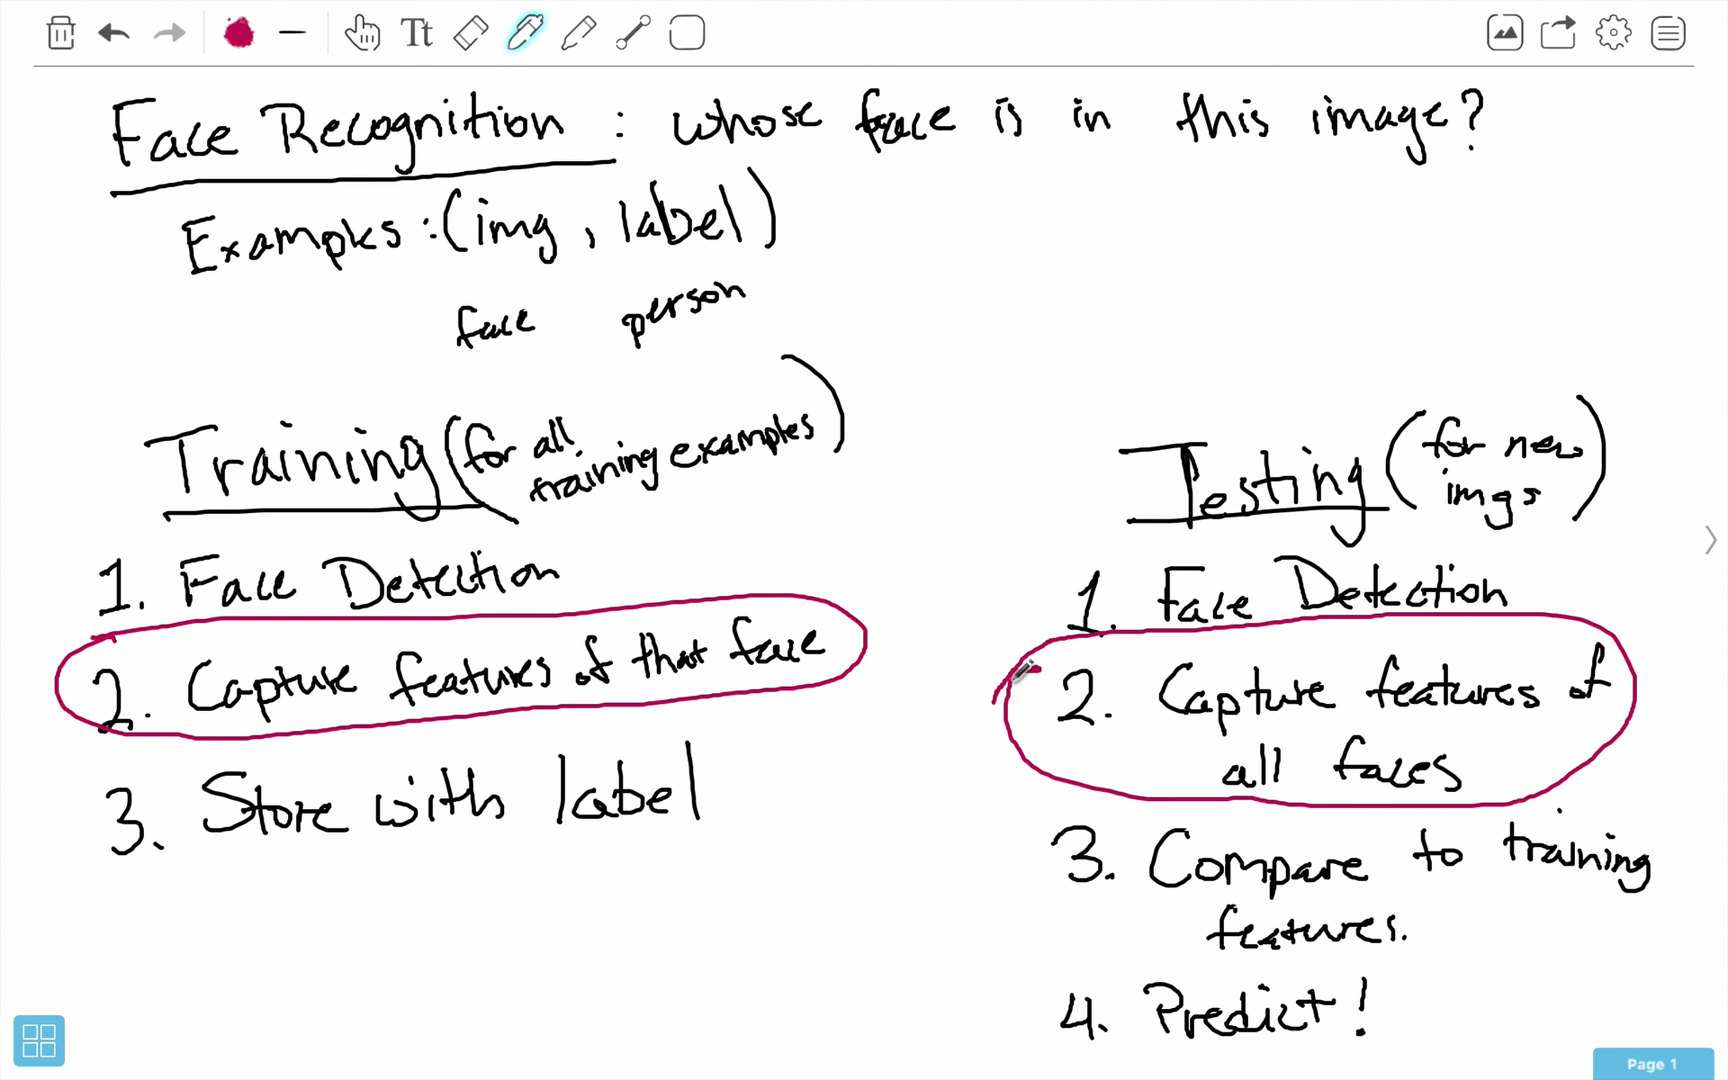 Tt
Face Recognition : whose face is in this image?
Examples : (img , label)
face person
Training (for all
training examples)
1. Face Detection
2. Capture features of that face
3. Store with label
Testing (for new
imgs)
1. Face Detection
2. Capture features of
all faces
3. Compare to training
features.
4. Predict!
Page 1